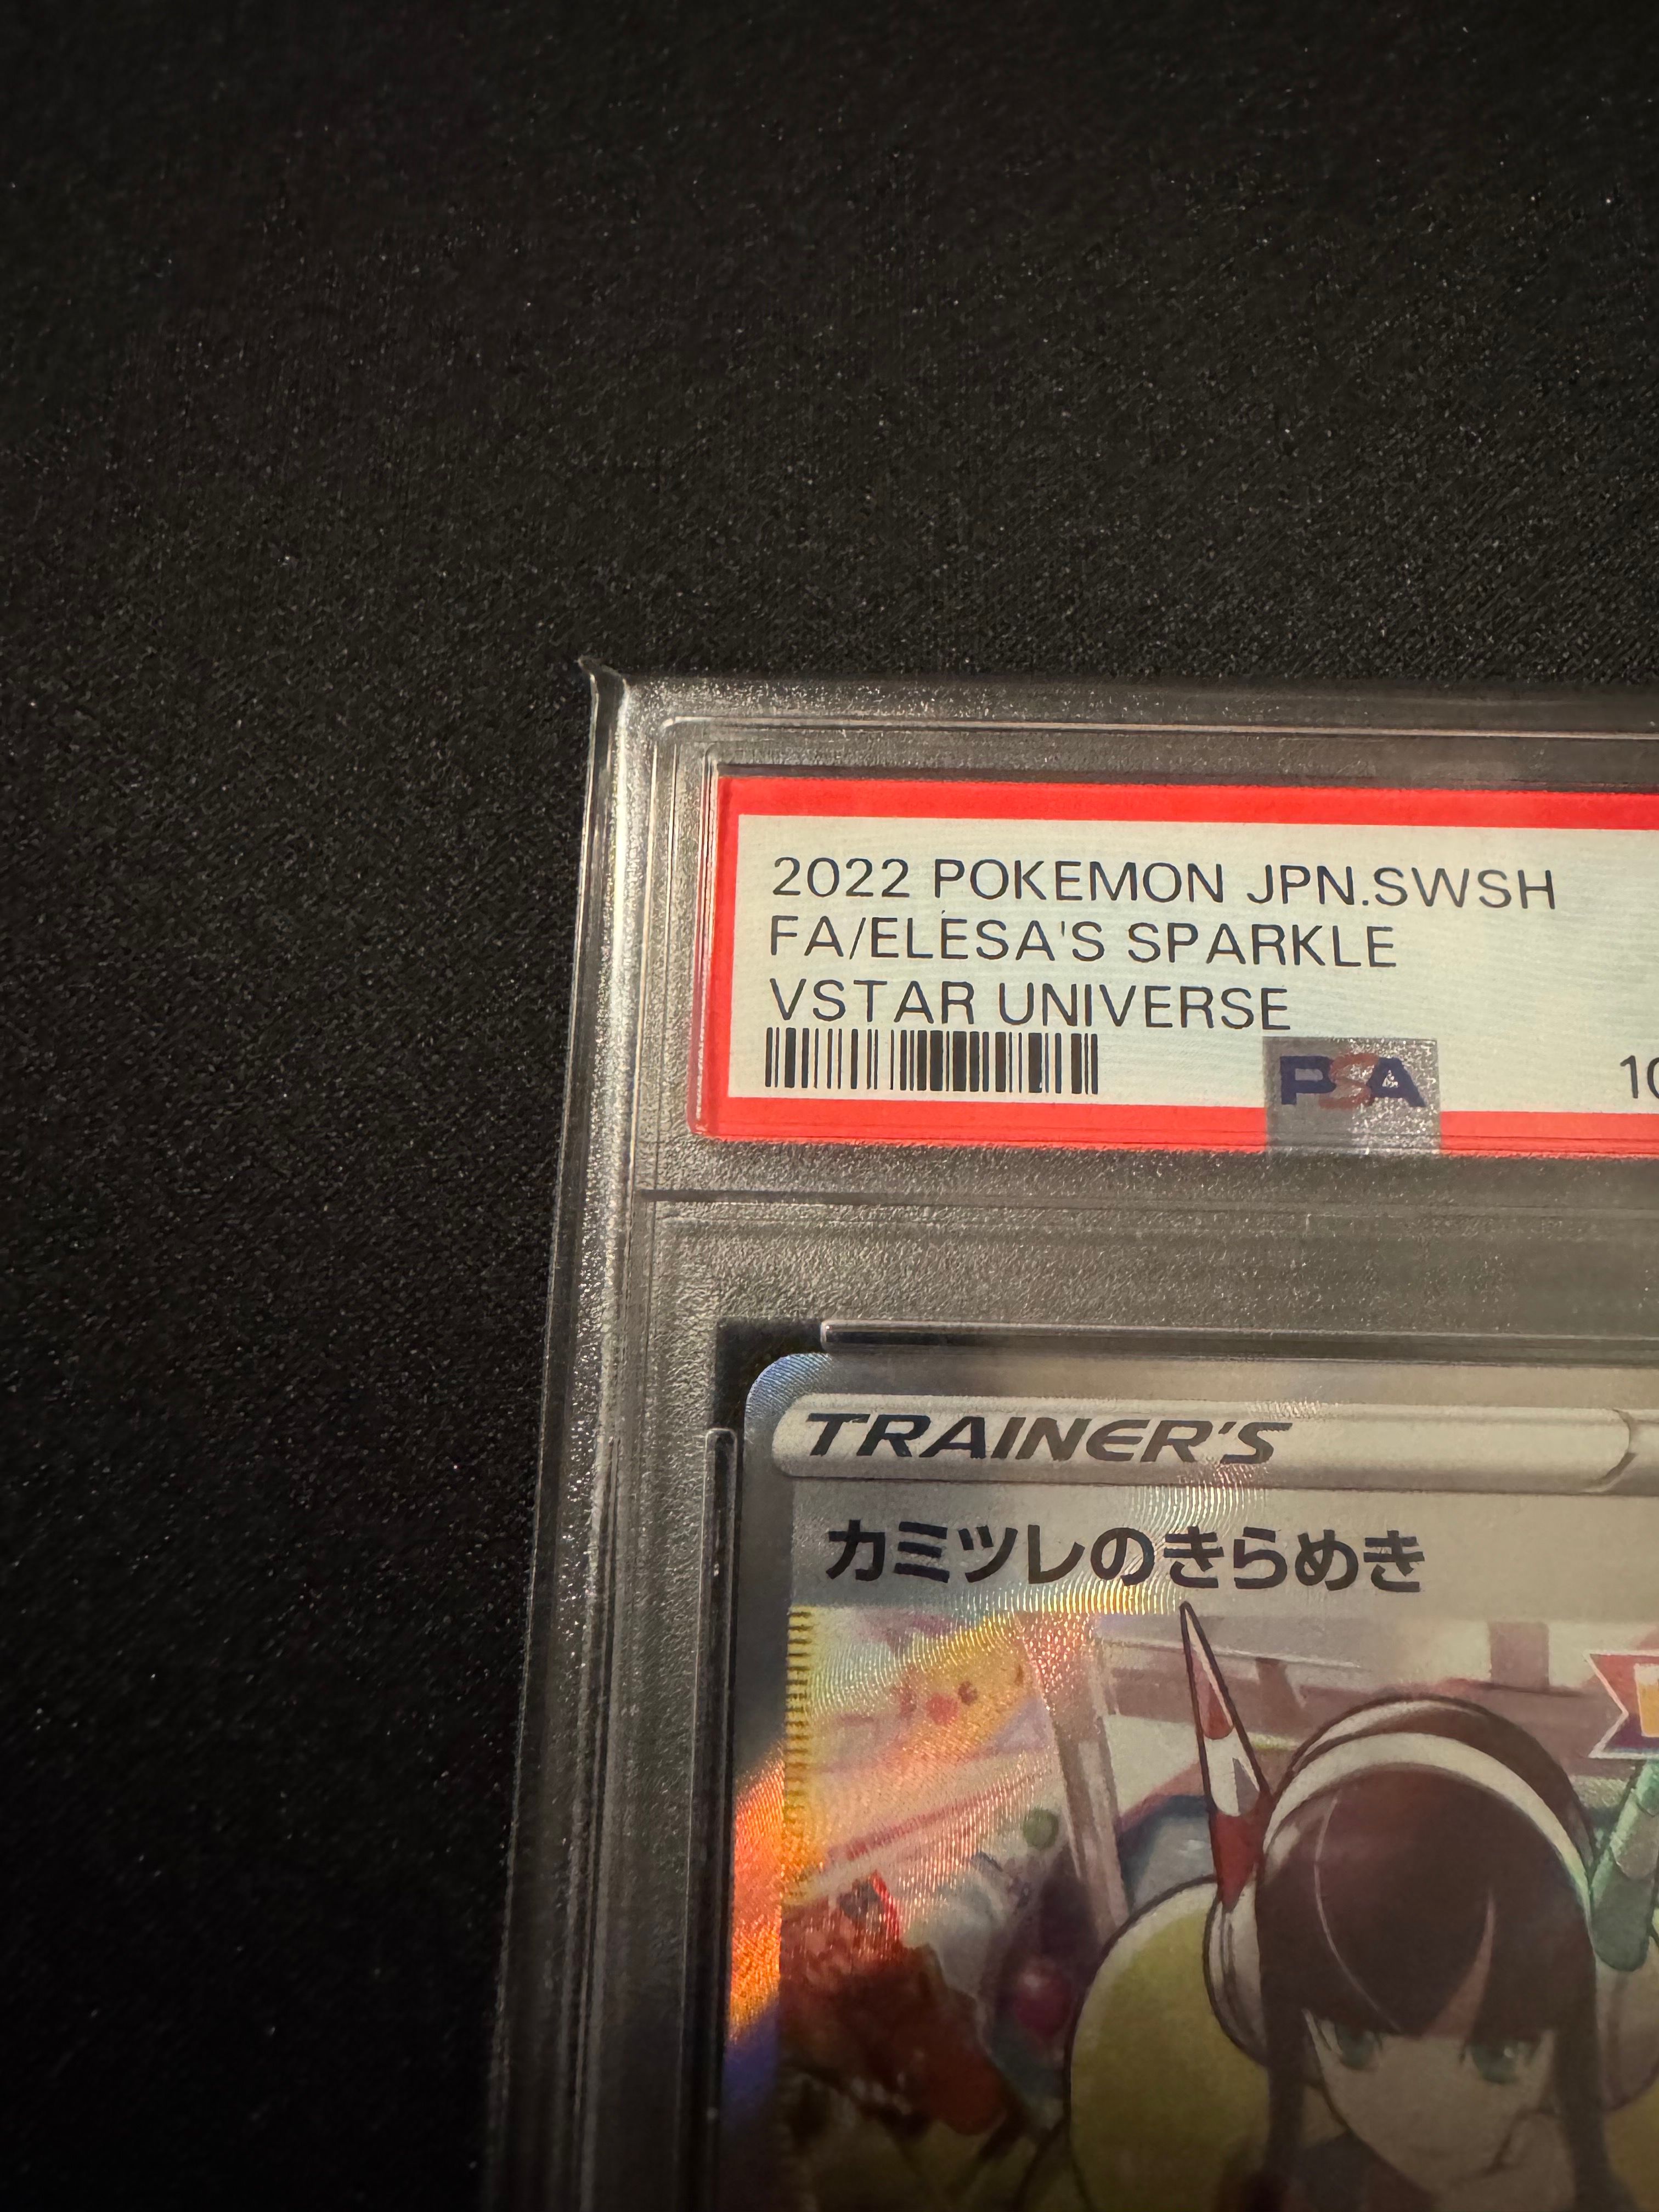 2022 POKEMON JPN.SWSH
FA/ELESA'S SPARKLE
VSTAR UNIVERSE
PSA
TRAINER'S
カミツレのきらめき